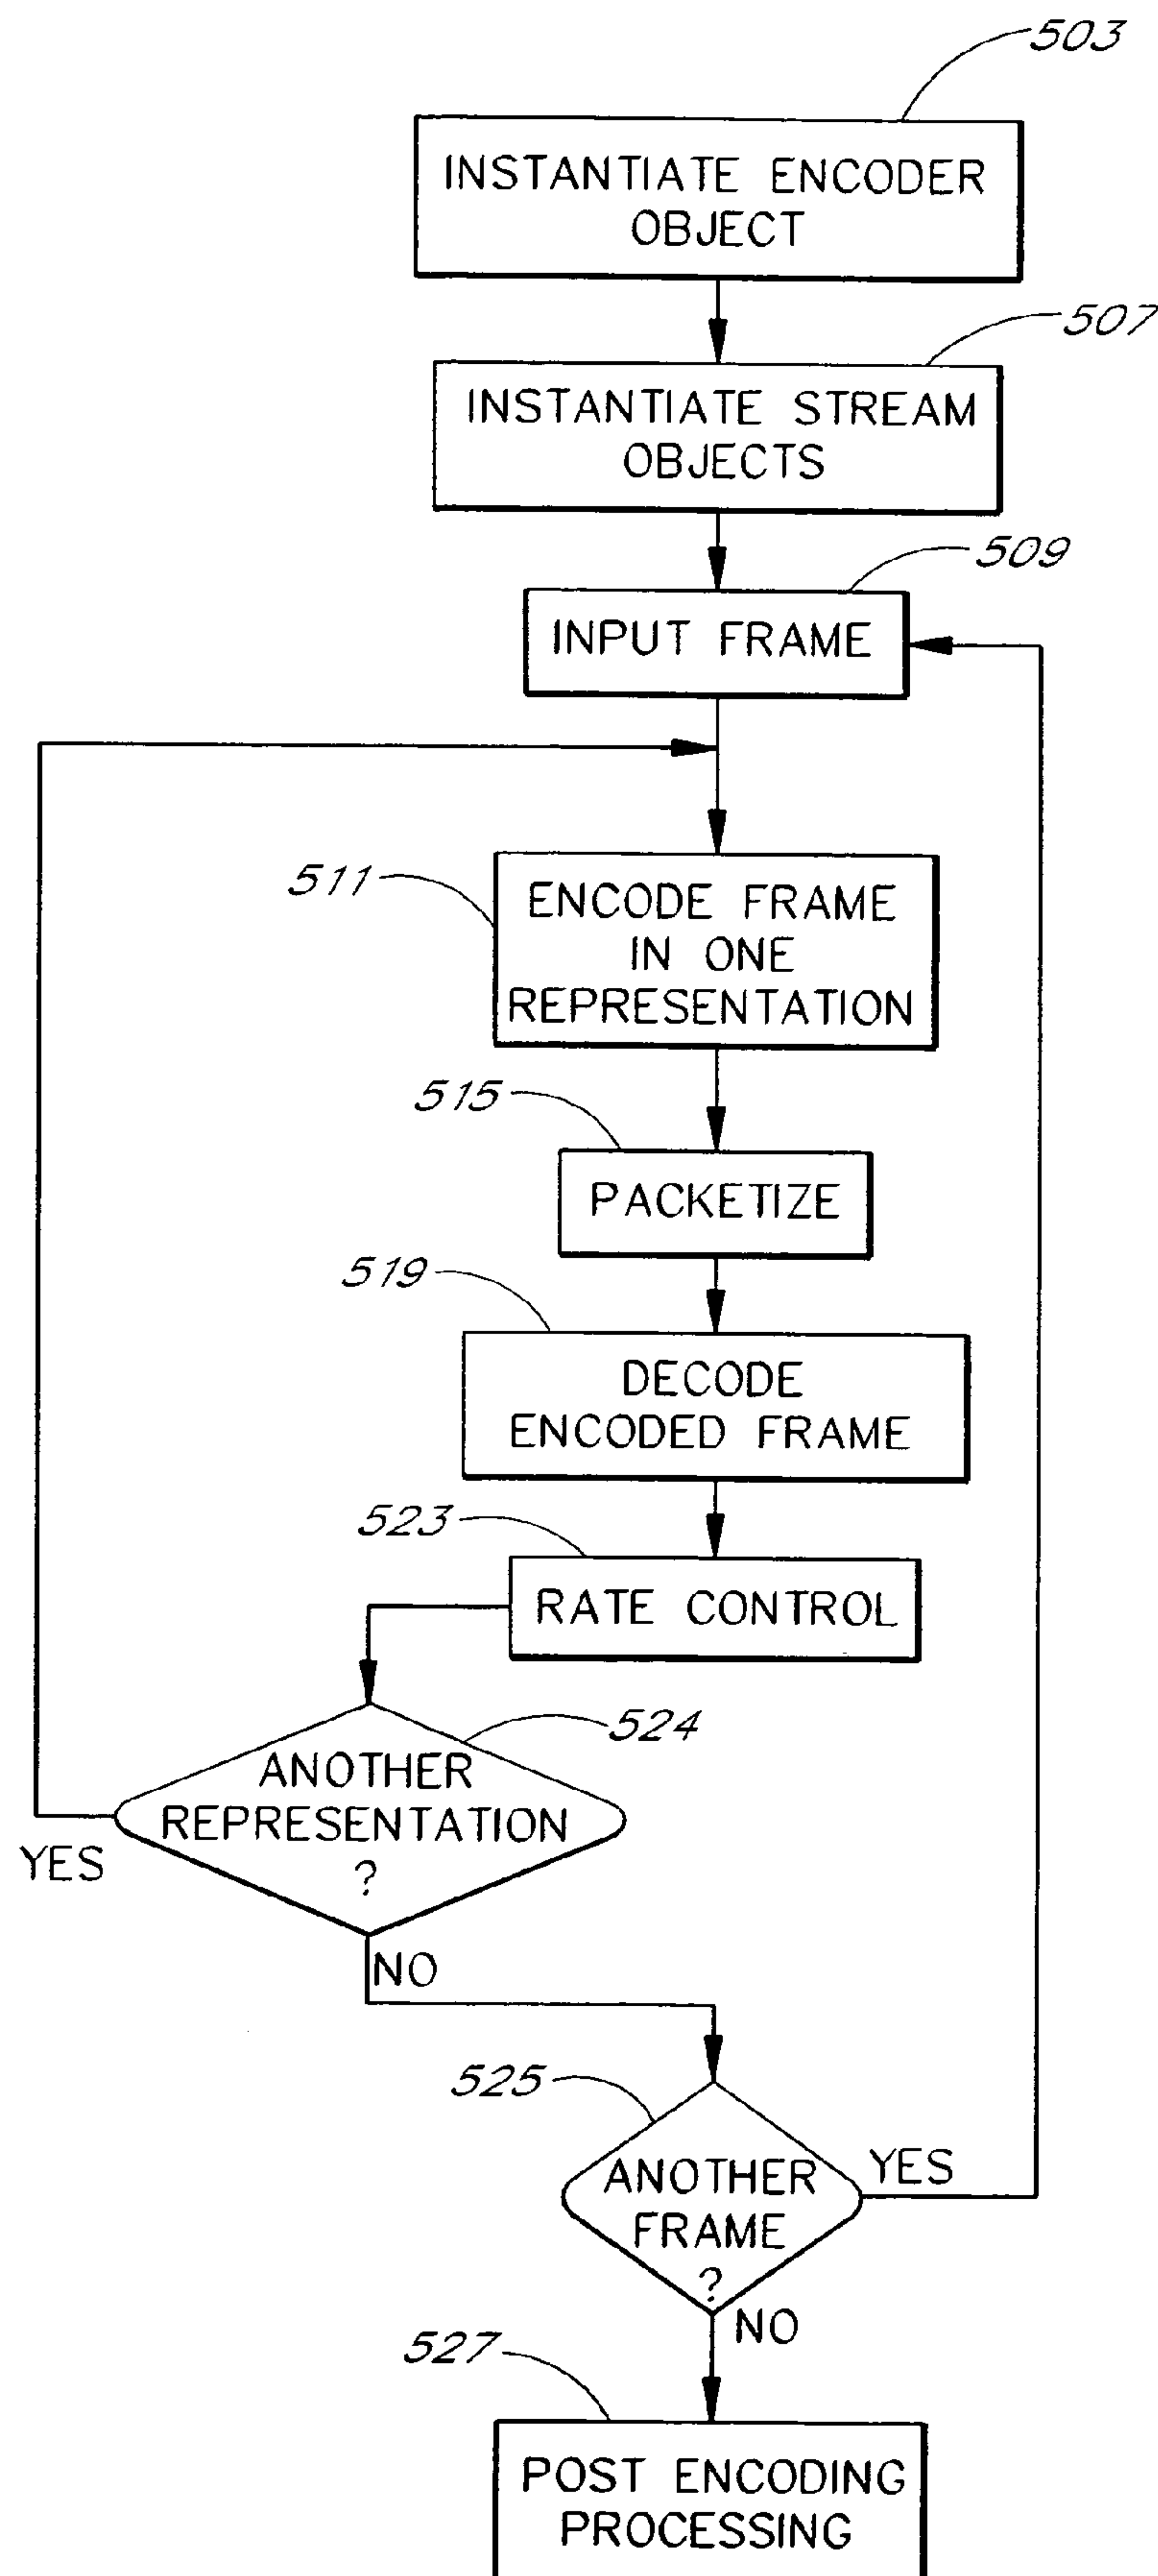 503
INSTANTIATE ENCODER
OBJECT
507
INSTANTIATE STREAM
OBJECTS
509
INPUT FRAME
511
ENCODE FRAME
IN ONE
REPRESENTATION
515
PACKETIZE
519
DECODE
ENCODED FRAME
523
RATE CONTROL
524
ANOTHER
REPRESENTATION
?
YES
NO
525
ANOTHER
FRAME
?
YES
NO
527
POST ENCODING
PROCESSING